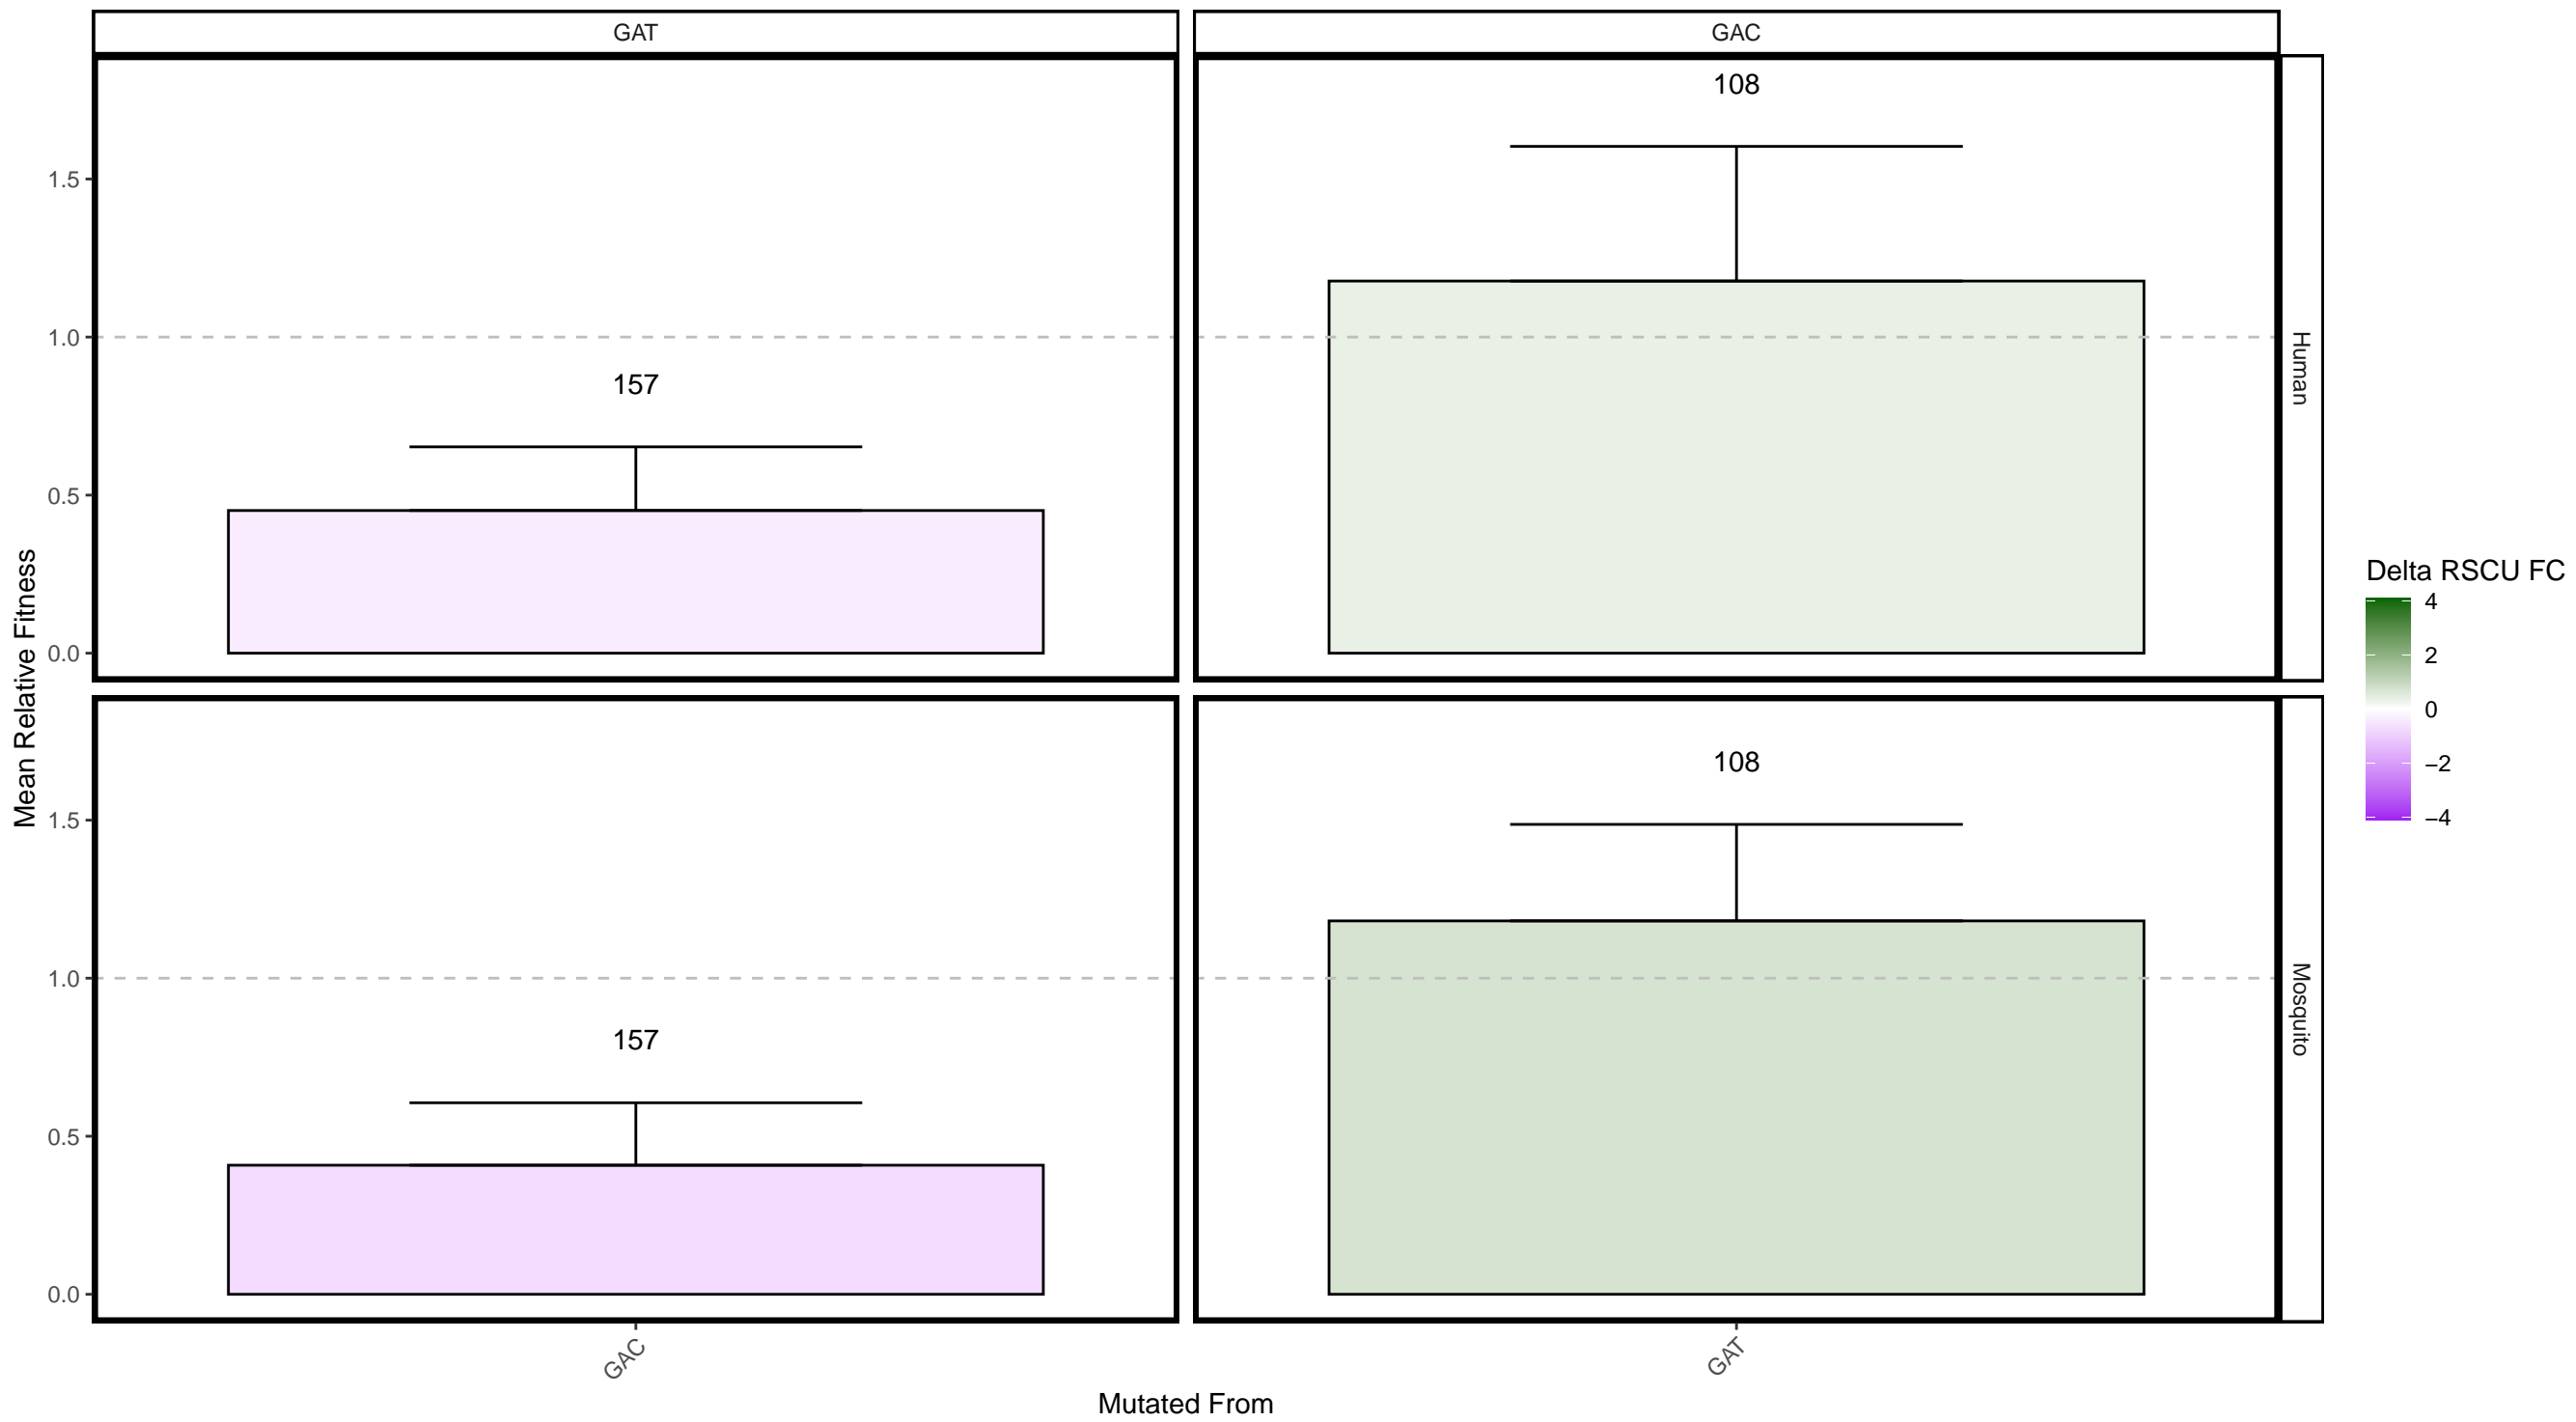 GAT
GAC
108
1.5
1.0
157
0.5
0.0
Human
Mean Relative Fitness
108
1.5
1.0
157
0.5
0.0
Mosquito
GAC
GAT
Mutated From
Delta RSCU FC
4
2
0
−2
−4